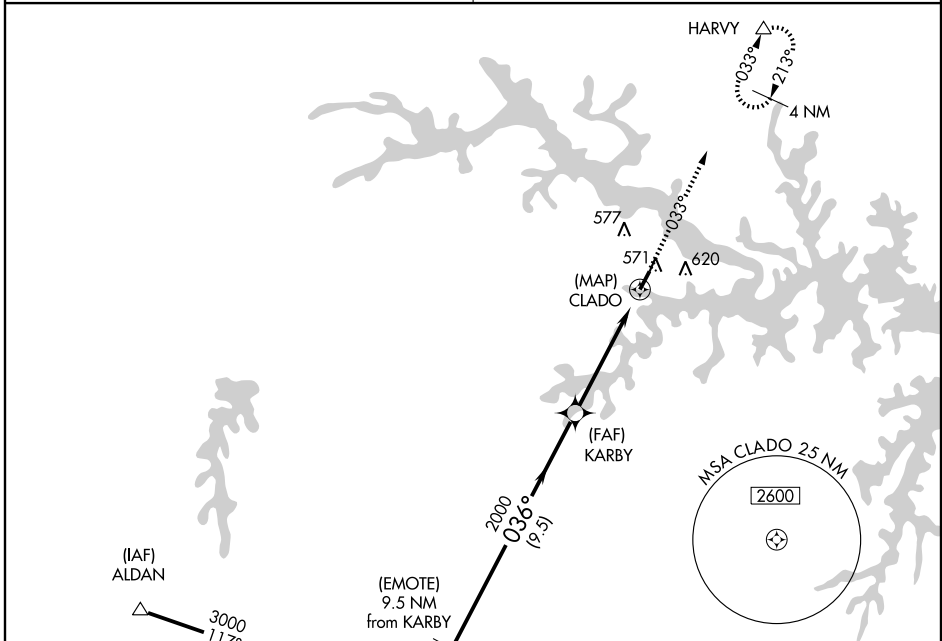 HARVY
033°
213°
4 NM
577
033°
571
620
(MAP)
CLADO
(FAF)
KARBY
MSA CLADO 25 NM
2600
2000
036°
(9.5)
(IAF)
ALDAN
(EMOTE)
9.5 NM
from KARBY
3000
117°